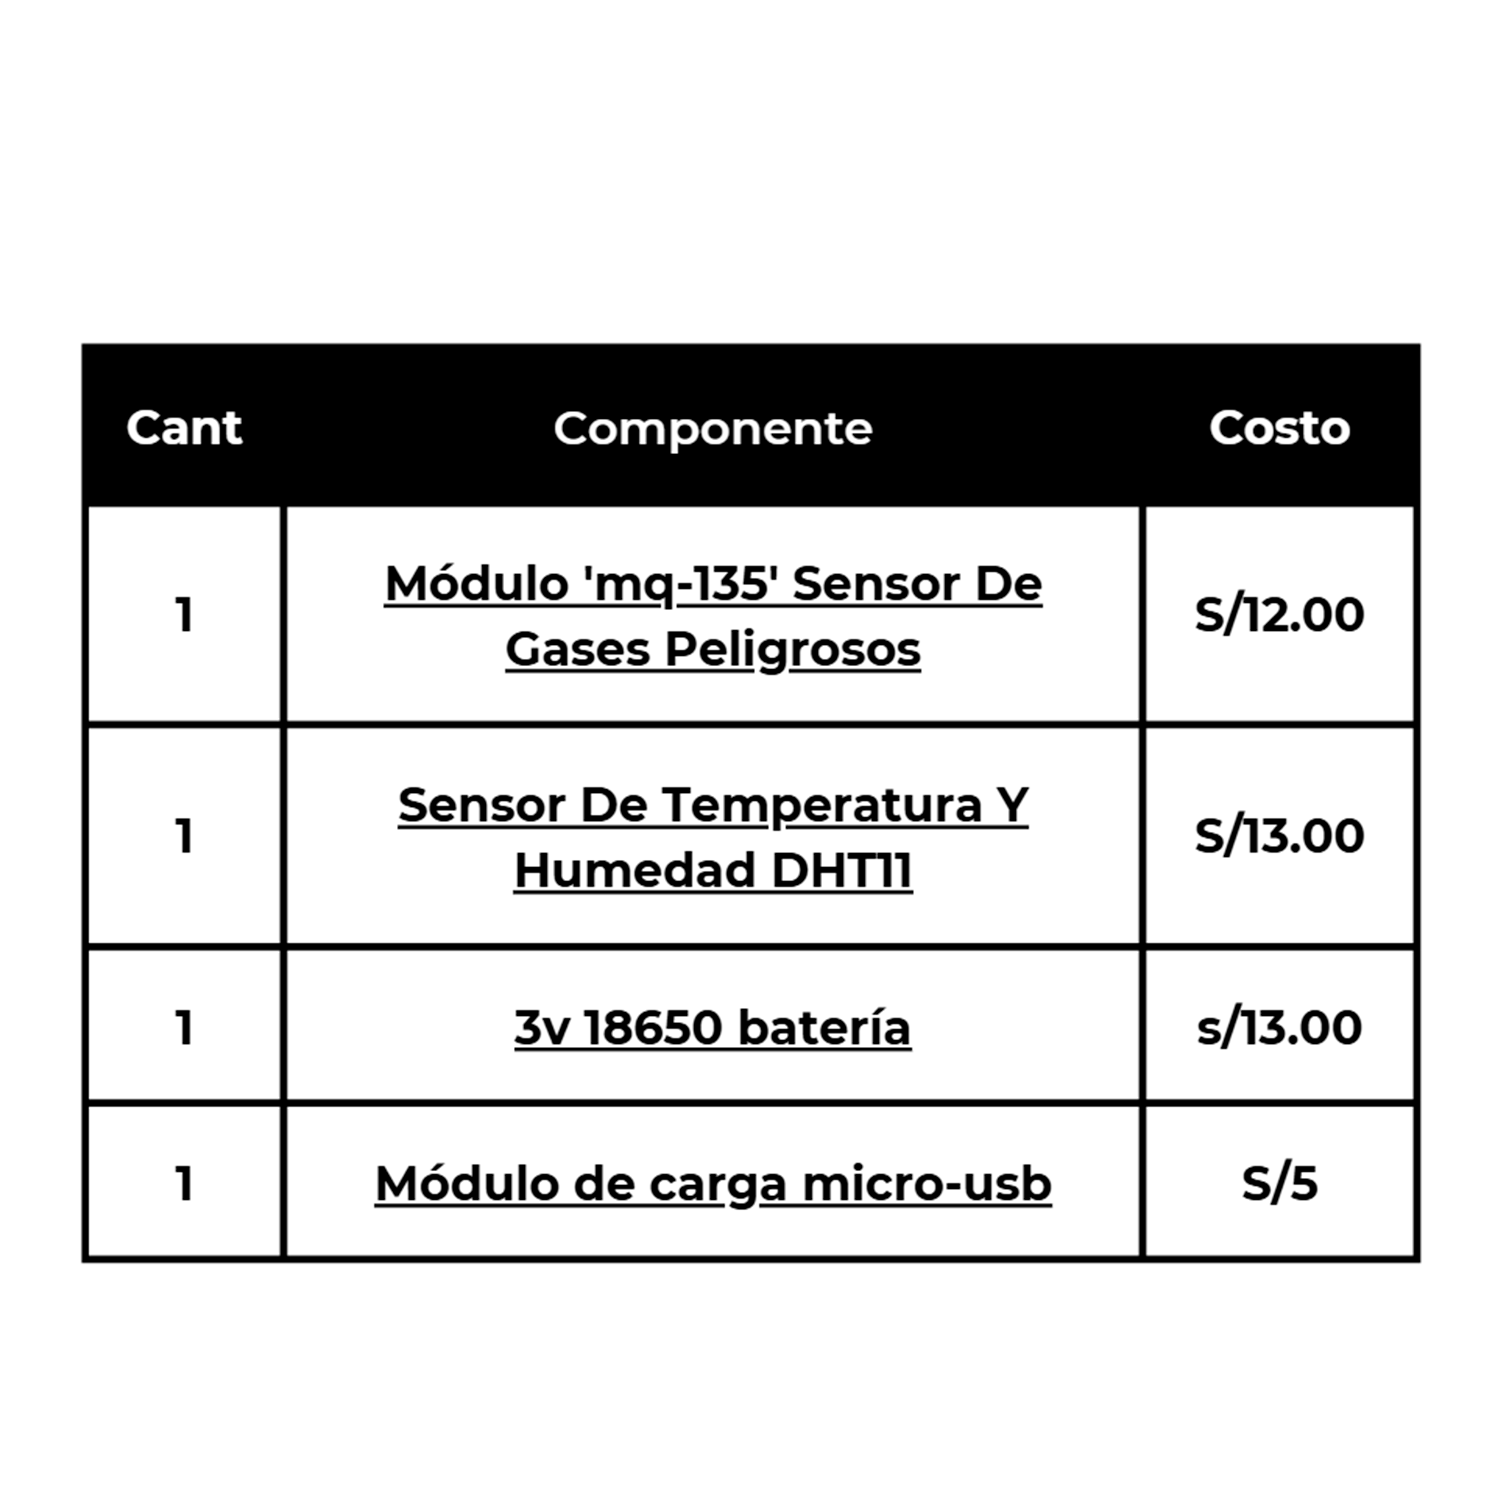 Cant Componente Costo
Módulo 'mq-135' Sensor De
1 S/12.00
Gases Peligrosos
Sensor De Temperatura Y
1 S/13.00
Humedad DHT11
1 3v 18650 batería s/13.00
1 Módulo de carga micro-usb S/5